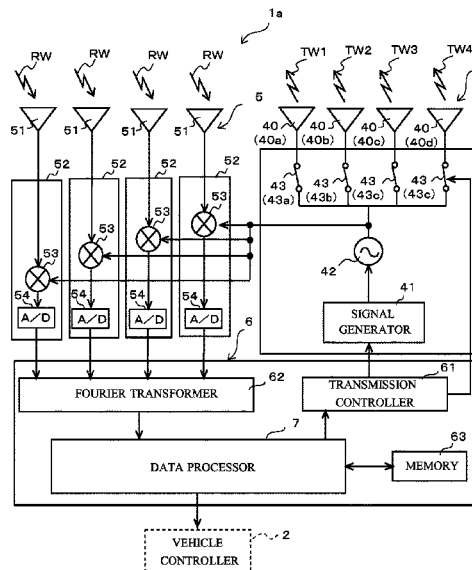 1a
RW RW RW RW TW1 TW2 TW3 TW4
5
51 51 51 51 40 40 40 40
(40a) (40b) (40c) (40d)
52 52 52 52
43 43 43 43
(43a) (43b) (43c) (43c)
53 53 53 53
42
54 54 54 54
A/D A/D A/D A/D
41
SIGNAL
GENERATOR
6
62
FOURIER TRANSFORMER
61
TRANSMISSION
CONTROLLER
7
DATA PROCESSOR
63
MEMORY
2
VEHICLE
CONTROLLER